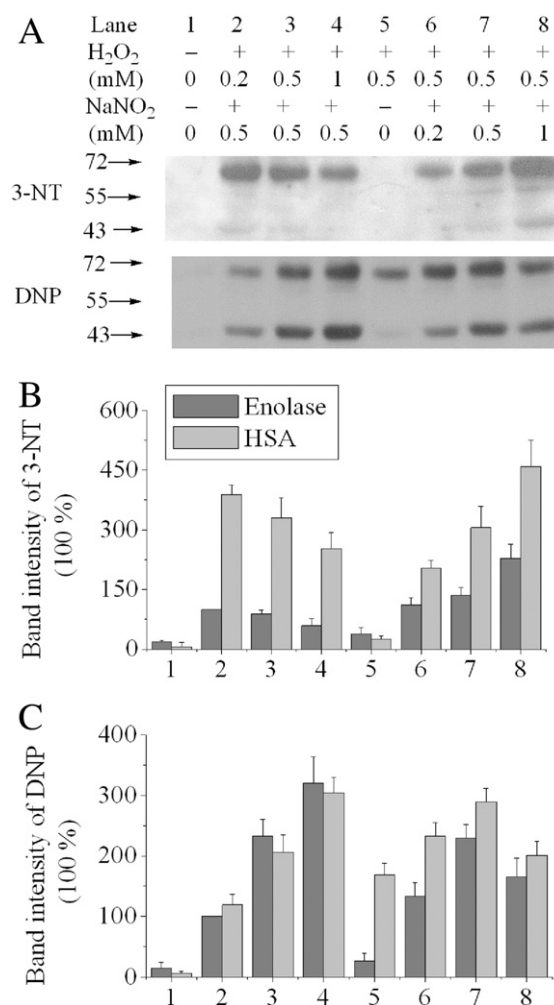 A Lane 1 2 3 4 5 6 7 8
H₂O₂ – + + + + + + +
(mM) 0 0.2 0.5 1 0.5 0.5 0.5 0.5
NaNO₂ – + + + – + + +
(mM) 0 0.5 0.5 0.5 0 0.2 0.5 1
72
3-NT 55
43
72
DNP 55
43
B
Enolase
HSA
Band intensity of 3-NT
(100 %)
600
450
300
150
0
1 2 3 4 5 6 7 8
C
Band intensity of DNP
(100 %)
400
300
200
100
0
1 2 3 4 5 6 7 8